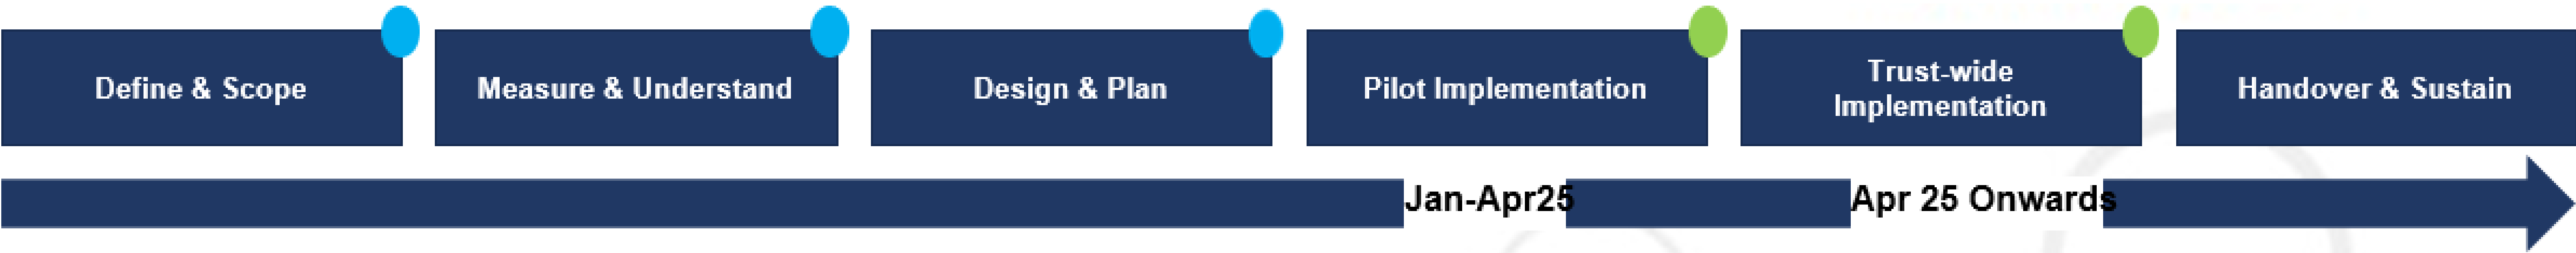 Define & Scope
Measure & Understand
Design & Plan
Pilot Implementation
Trust-wide
Implementation
Handover & Sustain
Jan-Apr25
Apr 25 Onwards